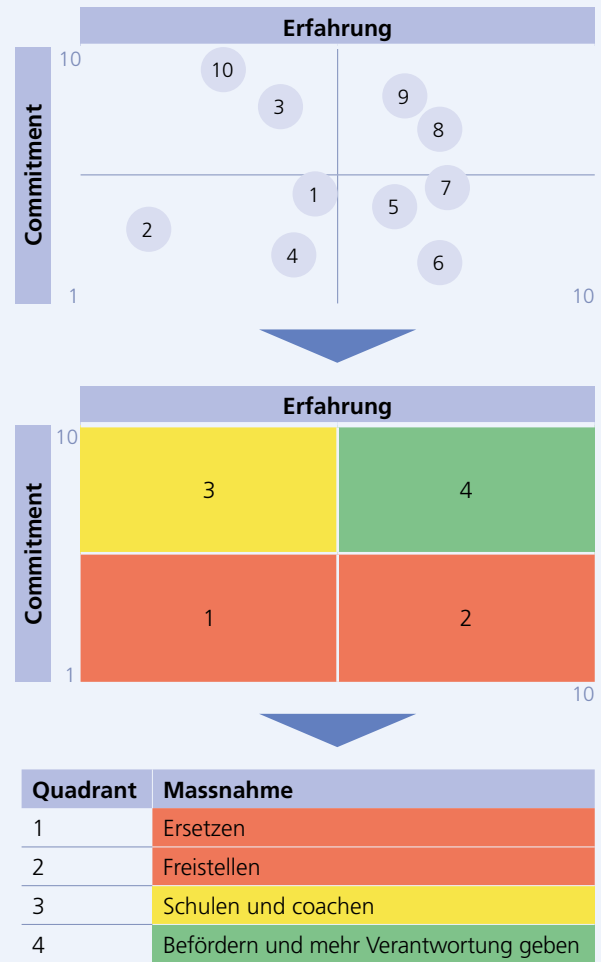 Erfahrung
Commitment
10
10
3
9
8
1
7
5
2
4
6
1
10
Erfahrung
Commitment
10
3
4
1
2
1
10
Quadrant Massnahme
1 Ersetzen
2 Freistellen
3 Schulen und coachen
4 Befördern und mehr Verantwortung geben